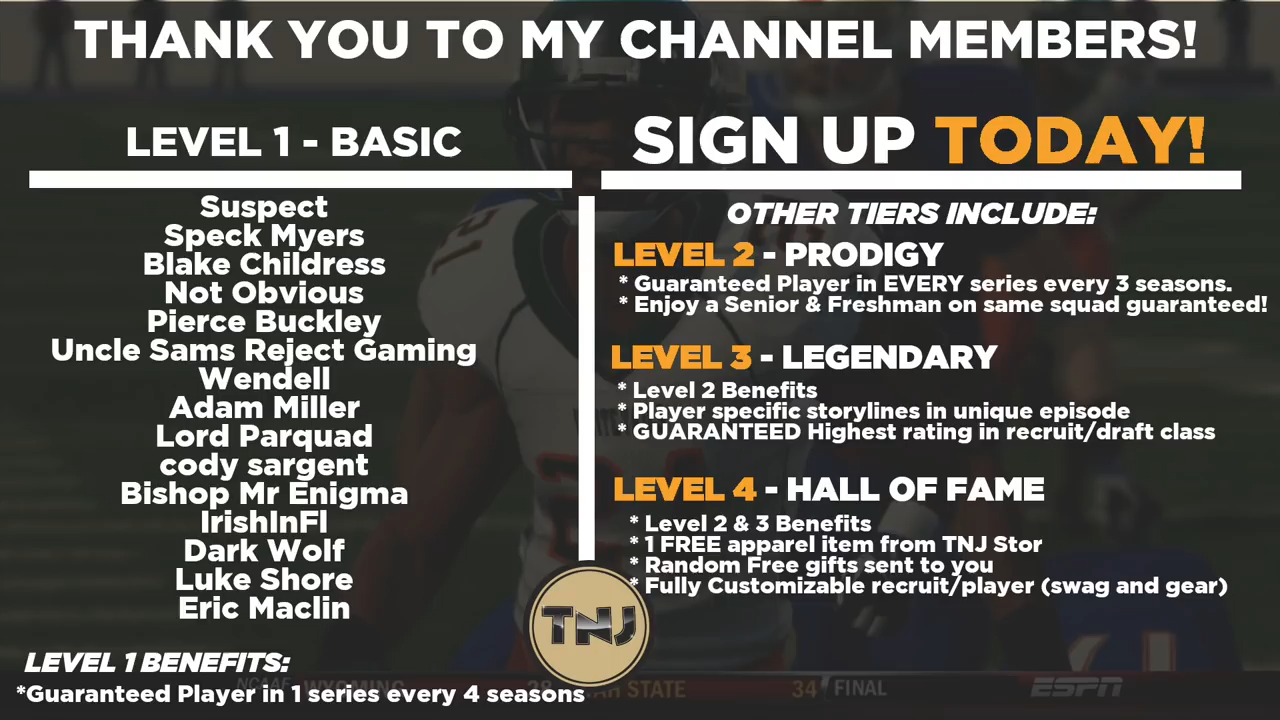 THANK YOU TO MY CHANNEL MEMBERS!
LEVEL 1 - BASIC
Suspect
Speck Myers
Blake Childress
Not Obvious
Pierce Buckley
Uncle Sams Reject Gaming
Wendell
Adam Miller
Lord Parquad
cody sargent
Bishop Mr Enigma
IrishInFl
Dark Wolf
Luke Shore
Eric Maclin
LEVEL 1 BENEFITS:
*Guaranteed Player in 1 series every 4 seasons
SIGN UP TODAY!
OTHER TIERS INCLUDE:
LEVEL 2 - PRODIGY
* Guaranteed Player in EVERY series every 3 seasons.
* Enjoy a Senior & Freshman on same squad guaranteed!
LEVEL 3 - LEGENDARY
* Level 2 Benefits
* Player specific storylines in unique episode
* GUARANTEED Highest rating in recruit/draft class
LEVEL 4 - HALL OF FAME
* Level 2 & 3 Benefits
* 1 FREE apparel item from TNJ Stor
* Random Free gifts sent to you
* Fully Customizable recruit/player (swag and gear)
TNJ
21
NCAAF WYOMING 28 STATE 34 FINAL
ESPN